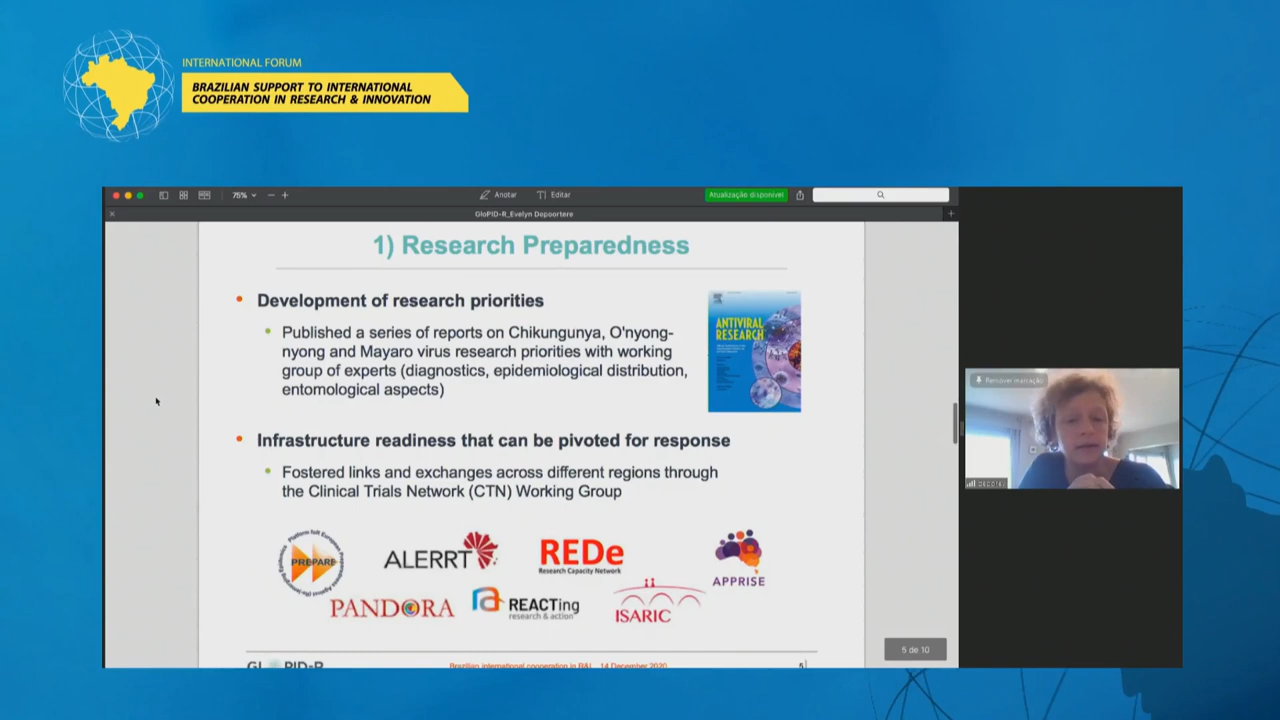 INTERNATIONAL FORUM
BRAZILIAN SUPPORT TO INTERNATIONAL
COOPERATION IN RESEARCH & INNOVATION
75%
Anotar
Editar
Atualização disponível
GloPID-R_Evelyn Depoortere
1) Research Preparedness
• Development of research priorities
• Published a series of reports on Chikungunya, O'nyong-
nyong and Mayaro virus research priorities with working
group of experts (diagnostics, epidemiological distribution,
entomological aspects)
ANTIVIRAL
RESEARCH
Remover marcação
• Infrastructure readiness that can be pivoted for response
• Fostered links and exchanges across different regions through
the Clinical Trials Network (CTN) Working Group
PREPARE
ALERRT
REDe
Research Capacity Network
APPRISE
PANDORA
REACTing
research & action
ISARIC
5 de 10
Brazilian international cooperation in R&I, 14 December 2020
5